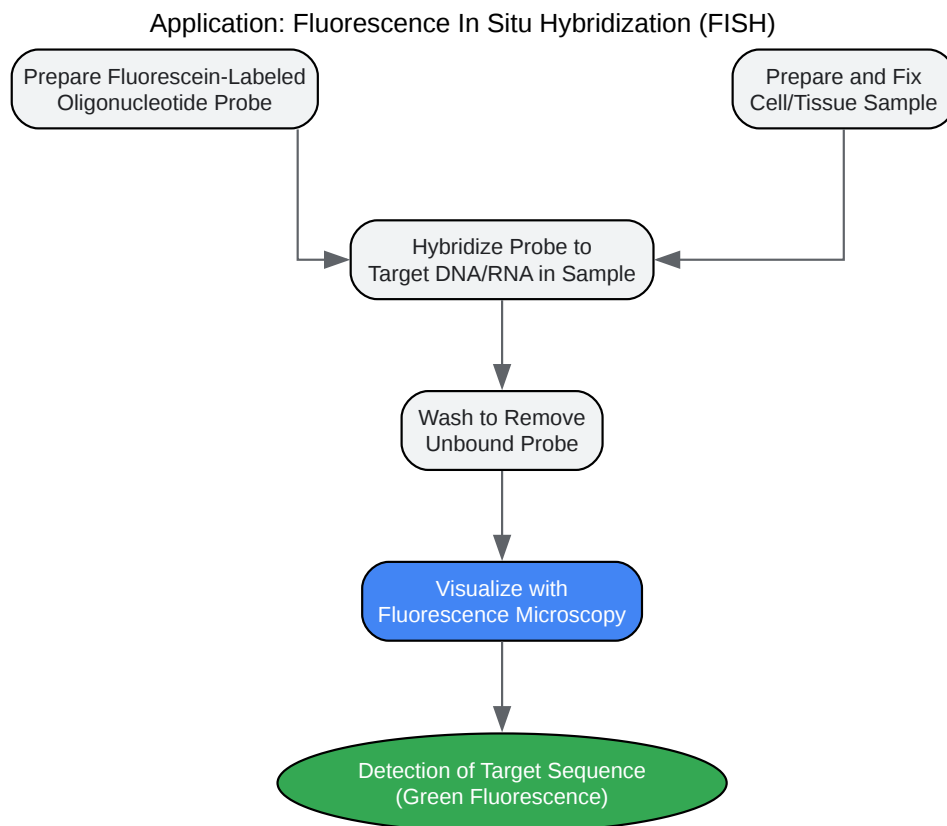 Application: Fluorescence In Situ Hybridization (FISH)
Prepare Fluorescein-Labeled
Oligonucleotide Probe
Prepare and Fix
Cell/Tissue Sample
Hybridize Probe to
Target DNA/RNA in Sample
Wash to Remove
Unbound Probe
Visualize with
Fluorescence Microscopy
Detection of Target Sequence
(Green Fluorescence)